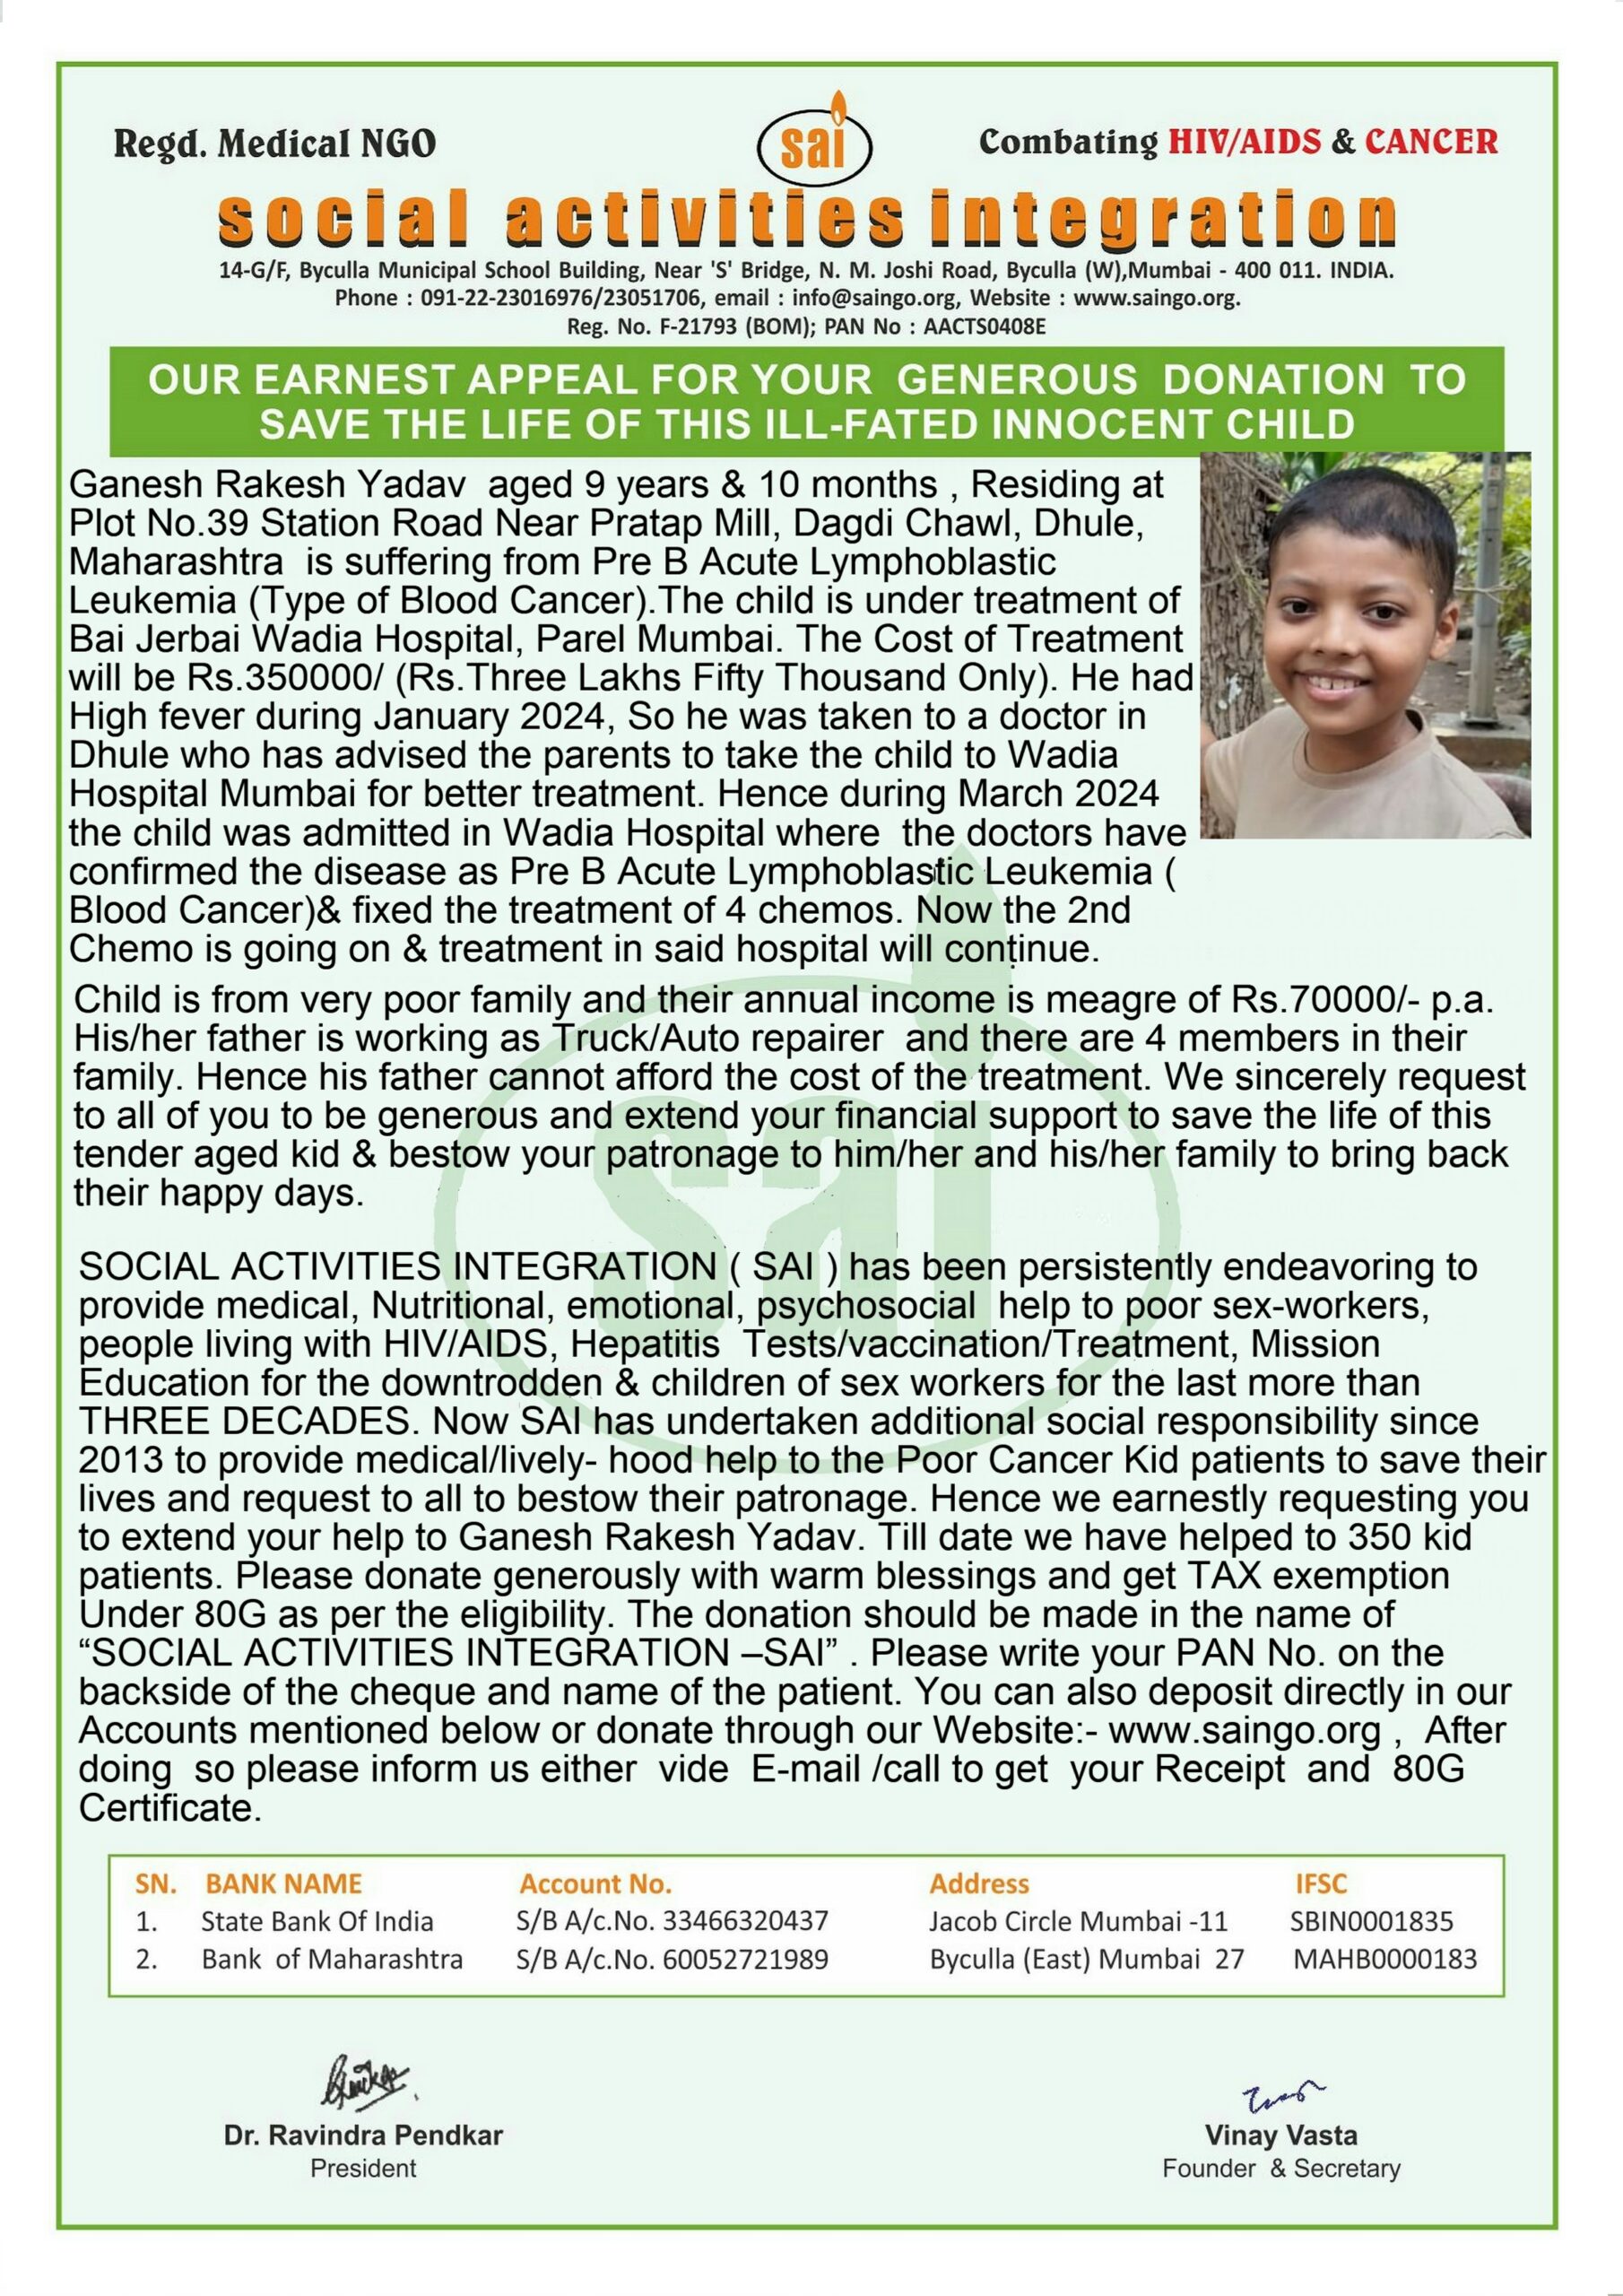 Regd. Medical NGO
sai
Combating HIV/AIDS & CANCER
social activities integration
14-G/F, Byculla Municipal School Building, Near 'S' Bridge, N. M. Joshi Road, Byculla (W),Mumbai - 400 011. INDIA.
Phone : 091-22-23016976/23051706, email : info@saingo.org, Website : www.saingo.org.
Reg. No. F-21793 (BOM); PAN No : AACTS0408E
OUR EARNEST APPEAL FOR YOUR GENEROUS DONATION TO
SAVE THE LIFE OF THIS ILL-FATED INNOCENT CHILD
Ganesh Rakesh Yadav aged 9 years & 10 months , Residing at
Plot No.39 Station Road Near Pratap Mill, Dagdi Chawl, Dhule,
Maharashtra is suffering from Pre B Acute Lymphoblastic
Leukemia (Type of Blood Cancer).The child is under treatment of
Bai Jerbai Wadia Hospital, Parel Mumbai. The Cost of Treatment
will be Rs.350000/ (Rs.Three Lakhs Fifty Thousand Only). He had
High fever during January 2024, So he was taken to a doctor in
Dhule who has advised the parents to take the child to Wadia
Hospital Mumbai for better treatment. Hence during March 2024
the child was admitted in Wadia Hospital where the doctors have
confirmed the disease as Pre B Acute Lymphoblastic Leukemia (
Blood Cancer)& fixed the treatment of 4 chemos. Now the 2nd
Chemo is going on & treatment in said hospital will continue.
Child is from very poor family and their annual income is meagre of Rs.70000/- p.a.
His/her father is working as Truck/Auto repairer and there are 4 members in their
family. Hence his father cannot afford the cost of the treatment. We sincerely request
to all of you to be generous and extend your financial support to save the life of this
tender aged kid & bestow your patronage to him/her and his/her family to bring back
their happy days.
sai
SOCIAL ACTIVITIES INTEGRATION ( SAI ) has been persistently endeavoring to
provide medical, Nutritional, emotional, psychosocial help to poor sex-workers,
people living with HIV/AIDS, Hepatitis Tests/vaccination/Treatment, Mission
Education for the downtrodden & children of sex workers for the last more than
THREE DECADES. Now SAI has undertaken additional social responsibility since
2013 to provide medical/lively- hood help to the Poor Cancer Kid patients to save their
lives and request to all to bestow their patronage. Hence we earnestly requesting you
to extend your help to Ganesh Rakesh Yadav. Till date we have helped to 350 kid
patients. Please donate generously with warm blessings and get TAX exemption
Under 80G as per the eligibility. The donation should be made in the name of
“SOCIAL ACTIVITIES INTEGRATION –SAI” . Please write your PAN No. on the
backside of the cheque and name of the patient. You can also deposit directly in our
Accounts mentioned below or donate through our Website:- www.saingo.org , After
doing so please inform us either vide E-mail /call to get your Receipt and 80G
Certificate.
SN. BANK NAME Account No. Address IFSC
1. State Bank Of India S/B A/c.No. 33466320437 Jacob Circle Mumbai -11 SBIN0001835
2. Bank of Maharashtra S/B A/c.No. 60052721989 Byculla (East) Mumbai 27 MAHB0000183
Dr. Ravindra Pendkar
President
Vinay Vasta
Founder & Secretary